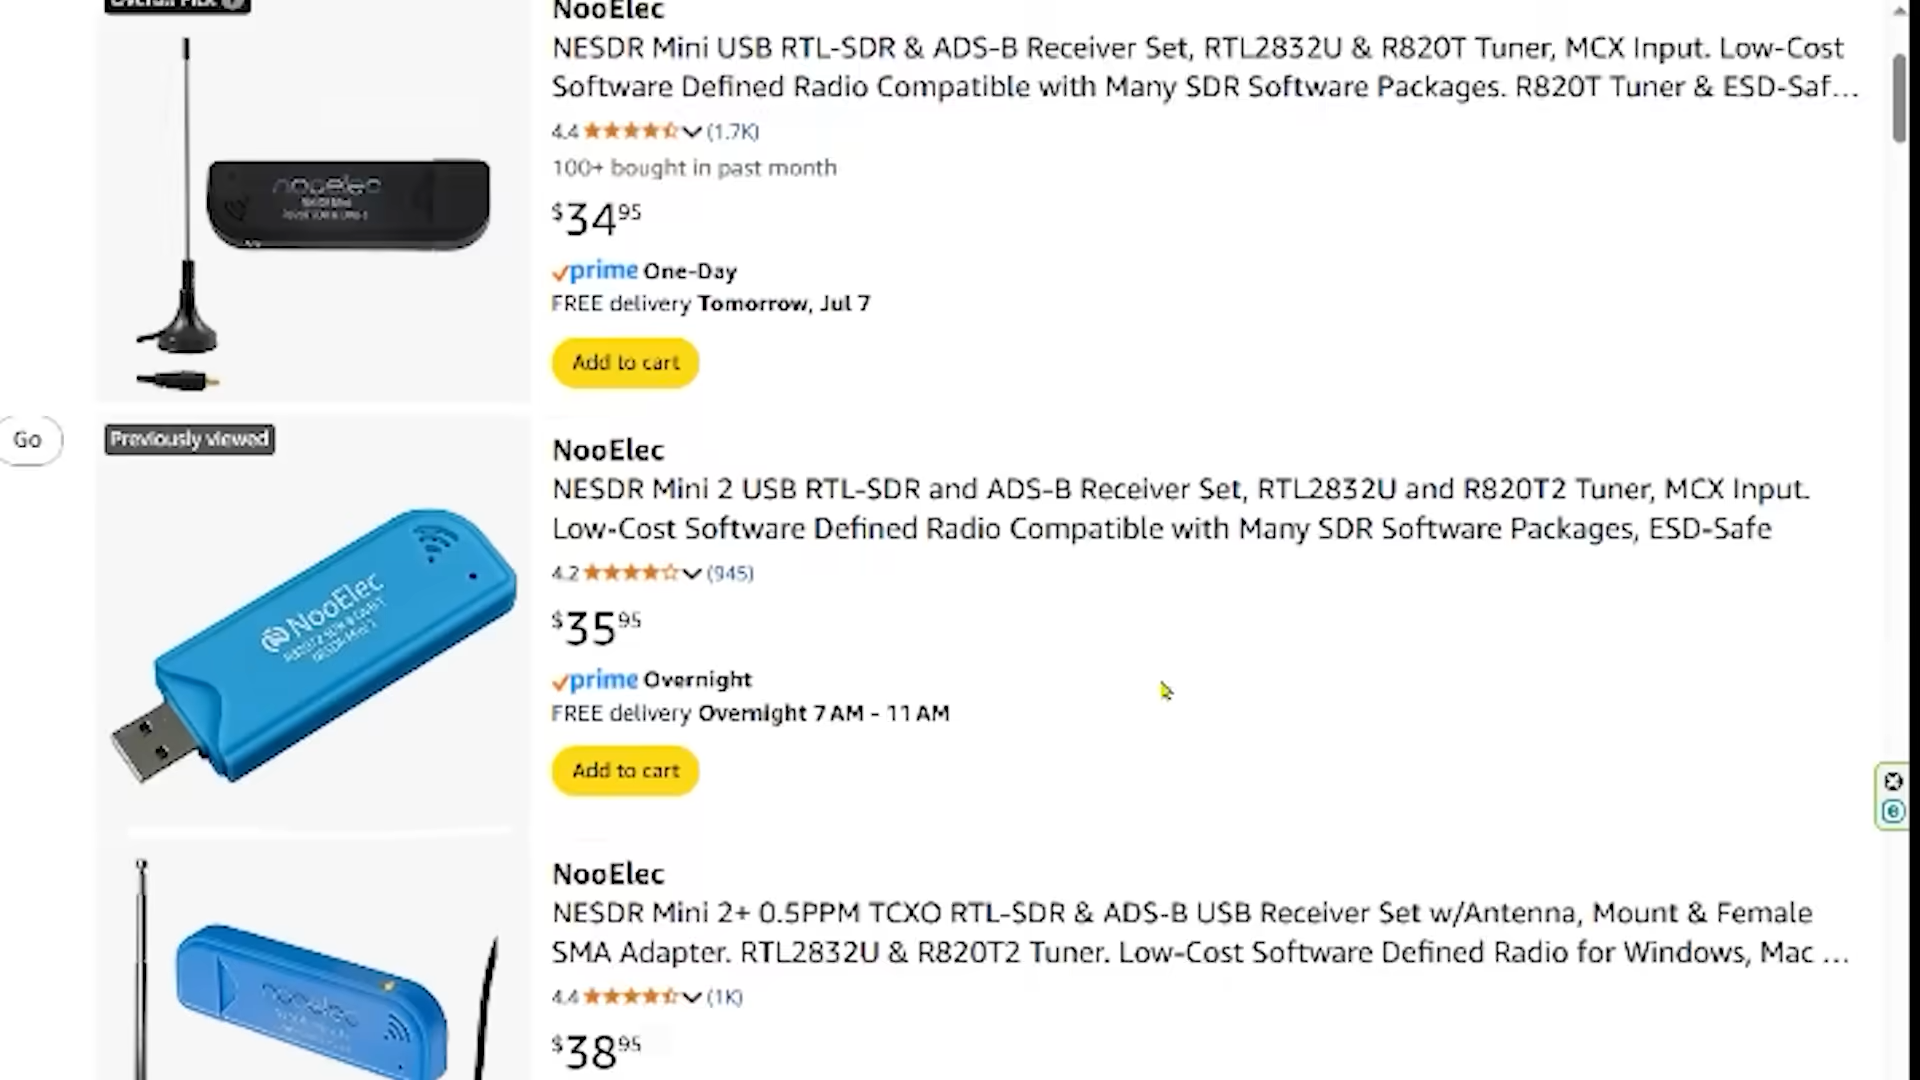 Overall Pick
NooElec
NESDR Mini USB RTL-SDR & ADS-B Receiver Set, RTL2832U & R820T Tuner, MCX Input. Low-Cost
Software Defined Radio Compatible with Many SDR Software Packages. R820T Tuner & ESD-Saf...
4.4 (1.7K)
100+ bought in past month
$34.95
prime One-Day
FREE delivery Tomorrow, Jul 7
Add to cart
nooelec
Go
Previously viewed
NooElec
NESDR Mini 2 USB RTL-SDR and ADS-B Receiver Set, RTL2832U and R820T2 Tuner, MCX Input.
Low-Cost Software Defined Radio Compatible with Many SDR Software Packages, ESD-Safe
4.2 (945)
$35.95
prime Overnight
FREE delivery Overnight 7 AM - 11 AM
Add to cart
NooElec
NooElec
NESDR Mini 2+ 0.5PPM TCXO RTL-SDR & ADS-B USB Receiver Set w/Antenna, Mount & Female
SMA Adapter. RTL2832U & R820T2 Tuner. Low-Cost Software Defined Radio for Windows, Mac ...
4.4 (1K)
$38.95
nooelec